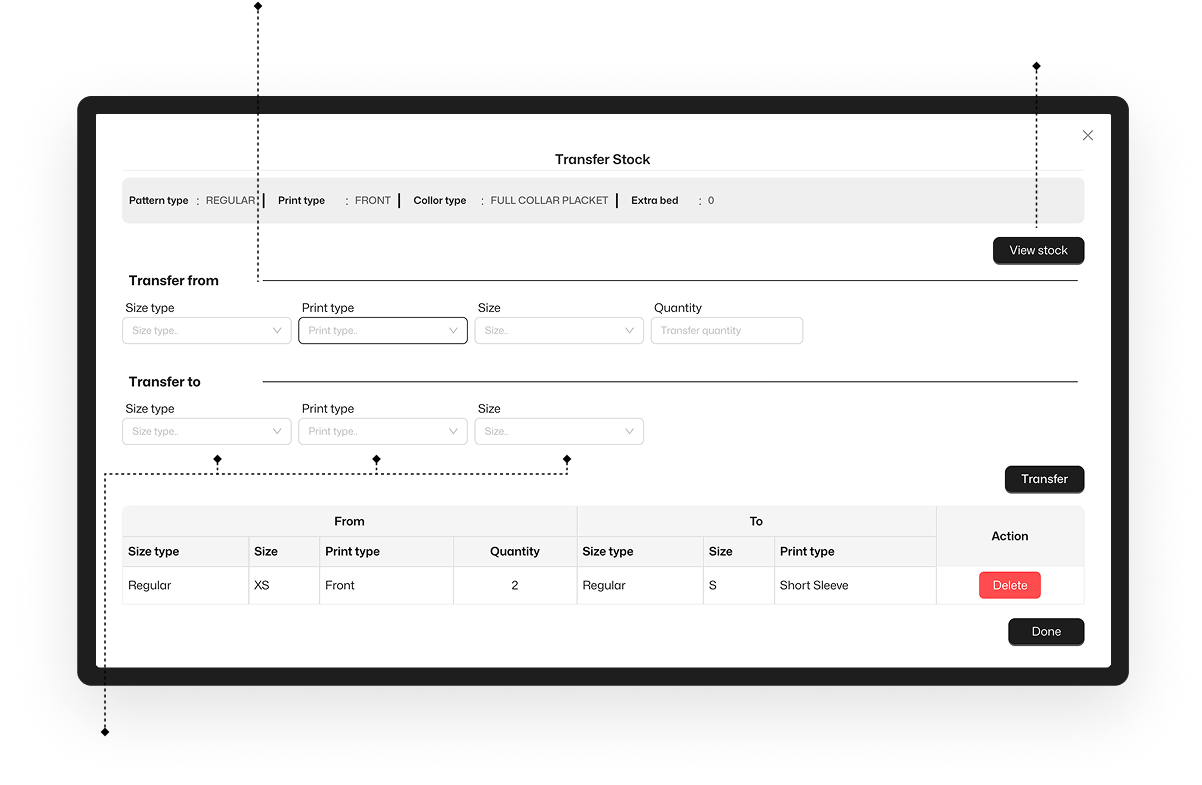 Transfer Stock
Pattern type : REGULAR Print type : FRONT Collor type : FULL COLLAR PLACKET Extra bed : 0
View stock
Transfer from
Size type Print type Size Quantity
Size type.. Print type.. Size.. Transfer quantity
Transfer to
Size type Print type Size
Size type.. Print type.. Size..
Transfer
From To Action
Size type Size Print type Quantity Size type Size Print type
Regular XS Front 2 Regular S Short Sleeve Delete
Done